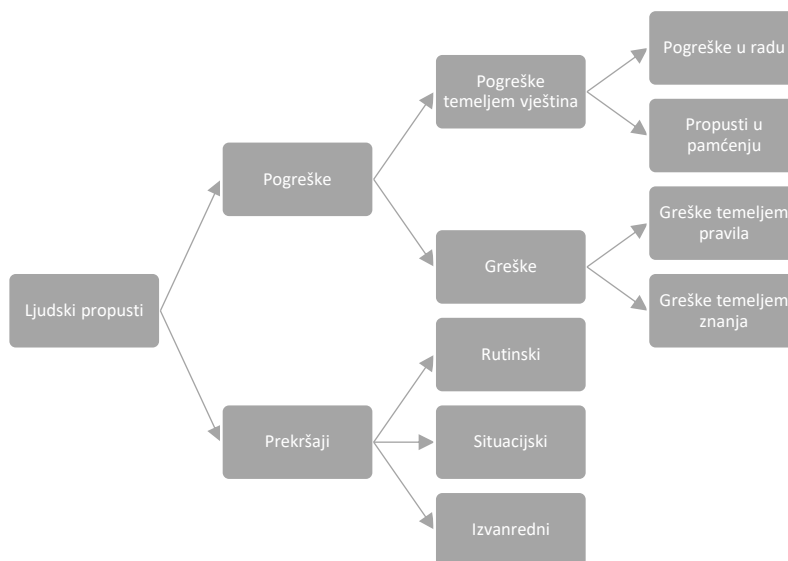 Ljudski propusti
Pogreške
Pogreške
temeljem vještina
Pogreške u radu
Propusti u
pamćenju
Greške
Greške temeljem
pravila
Greške temeljem
znanja
Prekršaji
Rutinski
Situacijski
Izvanredni